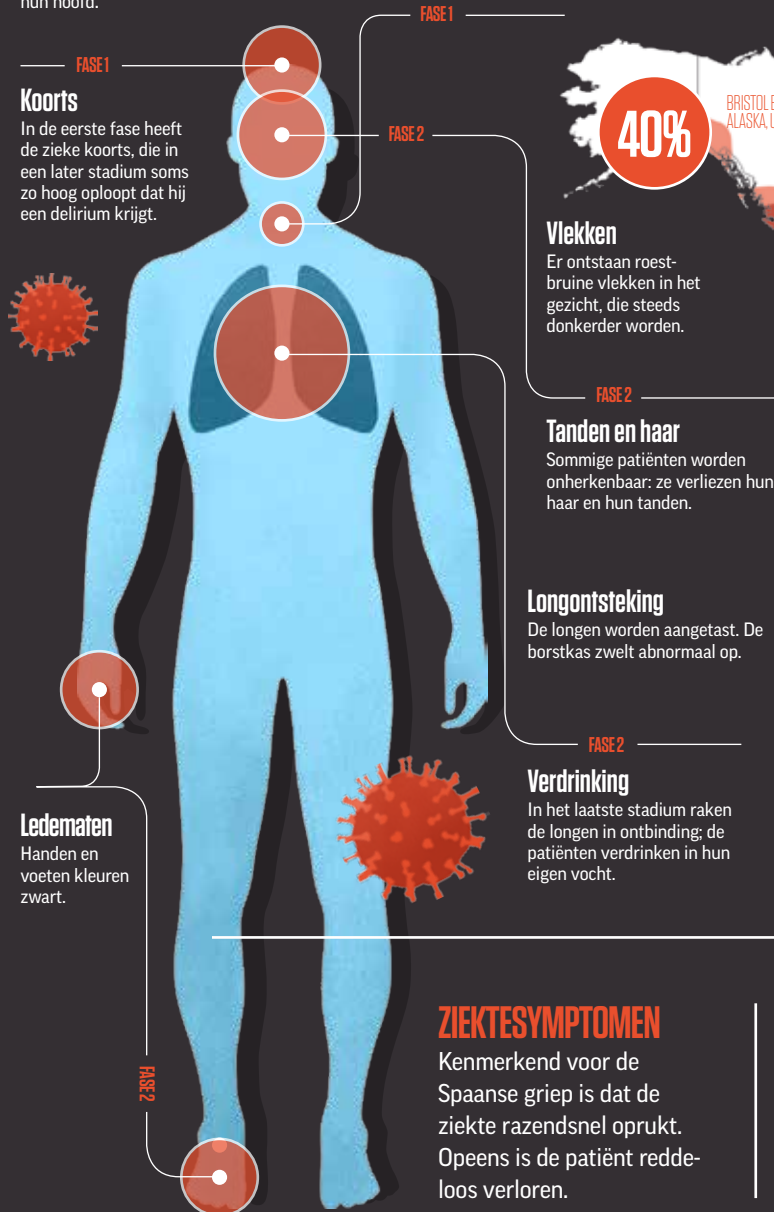 hun hoofd.
FASE 1
Koorts
In de eerste fase heeft
de zieke koorts, die in
een later stadium soms
zo hoog oploopt dat hij
een delirium krijgt.
FASE 1
FASE 2
40%
ALASKA, U
Vlekken
Er ontstaan roest-
bruine vlekken in het
gezicht, die steeds
donkerder worden.
FASE 2
Tanden en haar
Sommige patiënten worden
onherkenbaar: ze verliezen hun
haar en hun tanden.
Longontsteking
De longen worden aangetast. De
borstkas zwelt abnormaal op.
FASE 2
Verdrinking
In het laatste stadium raken
de longen in ontbinding; de
patiënten verdrinken in hun
eigen vocht.
Ledematen
Handen en
voeten kleuren
zwart.
FASE 2
ZIEKTESYMPTOMEN
Kenmerkend voor de
Spaanse griep is dat de
ziekte razendsnel oprukt.
Opeens is de patiënt redde-
loos verloren.